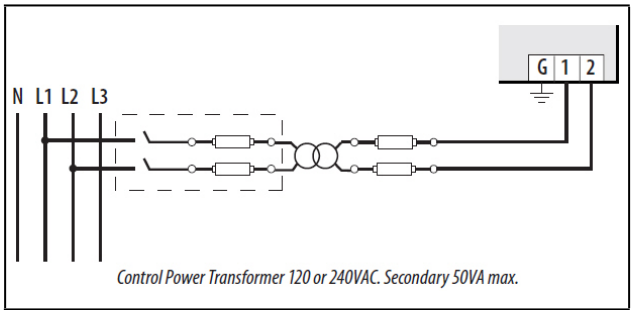 G 1 2
N L1 L2 L3
Control Power Transformer 120 or 240VAC. Secondary 50VA max.